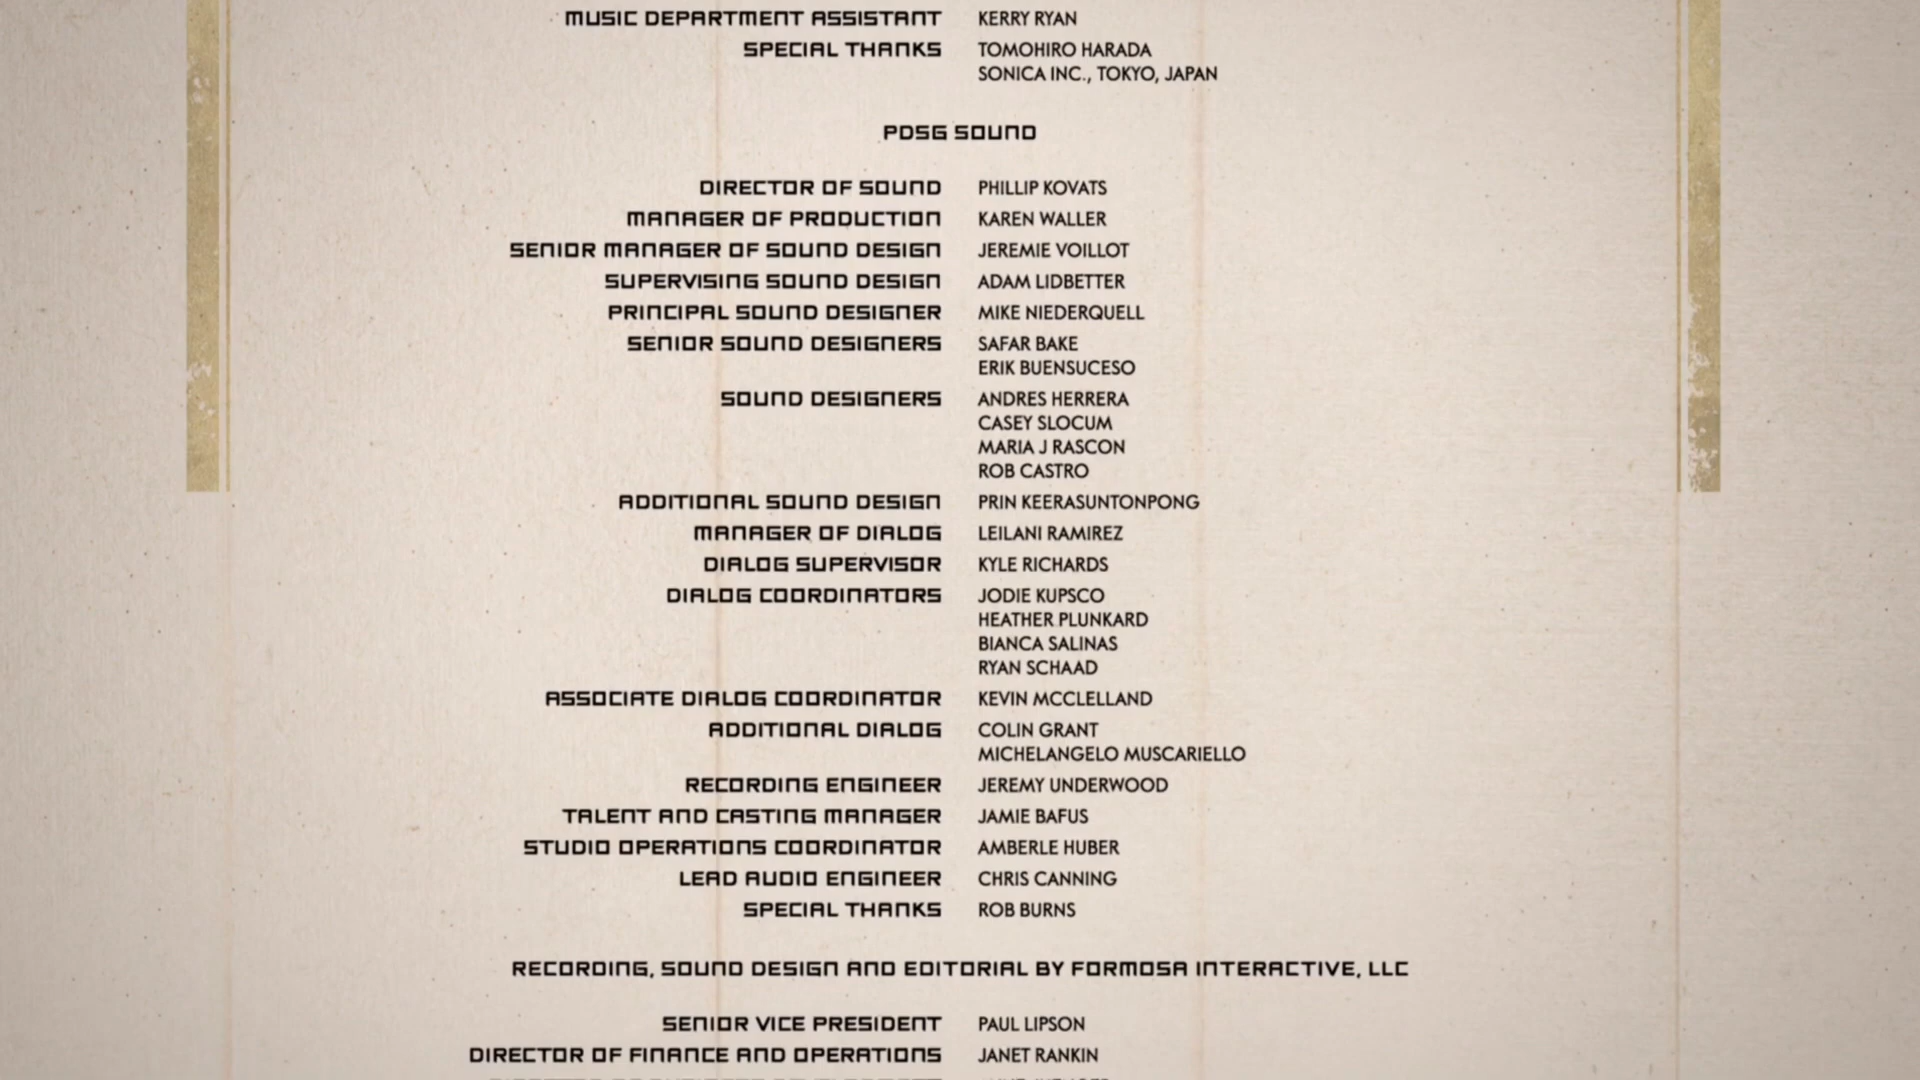 MUSIC DEPARTMENT ASSISTANT KERRY RYAN
SPECIAL THANKS TOMOHIRO HARADA
SONICA INC., TOKYO, JAPAN
PDSG SOUND
DIRECTOR OF SOUND PHILLIP KOVATS
MANAGER OF PRODUCTION KAREN WALLER
SENIOR MANAGER OF SOUND DESIGN JEREMIE VOILLOT
SUPERVISING SOUND DESIGN ADAM LIDBETTER
PRINCIPAL SOUND DESIGNER MIKE NIEDERQUELL
SENIOR SOUND DESIGNERS SAFAR BAKE
ERIK BUENSUCESO
SOUND DESIGNERS ANDRES HERRERA
CASEY SLOCUM
MARIA J RASCON
ROB CASTRO
ADDITIONAL SOUND DESIGN PRIN KEERASUNTONPONG
MANAGER OF DIALOG LEILANI RAMIREZ
DIALOG SUPERVISOR KYLE RICHARDS
DIALOG COORDINATORS JODIE KUPSCO
HEATHER PLUNKARD
BIANCA SALINAS
RYAN SCHAAD
ASSOCIATE DIALOG COORDINATOR KEVIN MCCLELLAND
ADDITIONAL DIALOG COLIN GRANT
MICHELANGELO MUSCARIELLO
RECORDING ENGINEER JEREMY UNDERWOOD
TALENT AND CASTING MANAGER JAMIE BAFUS
STUDIO OPERATIONS COORDINATOR AMBERLE HUBER
LEAD AUDIO ENGINEER CHRIS CANNING
SPECIAL THANKS ROB BURNS
RECORDING, SOUND DESIGN AND EDITORIAL BY FORMOSA INTERACTIVE, LLC
SENIOR VICE PRESIDENT PAUL LIPSON
DIRECTOR OF FINANCE AND OPERATIONS JANET RANKIN